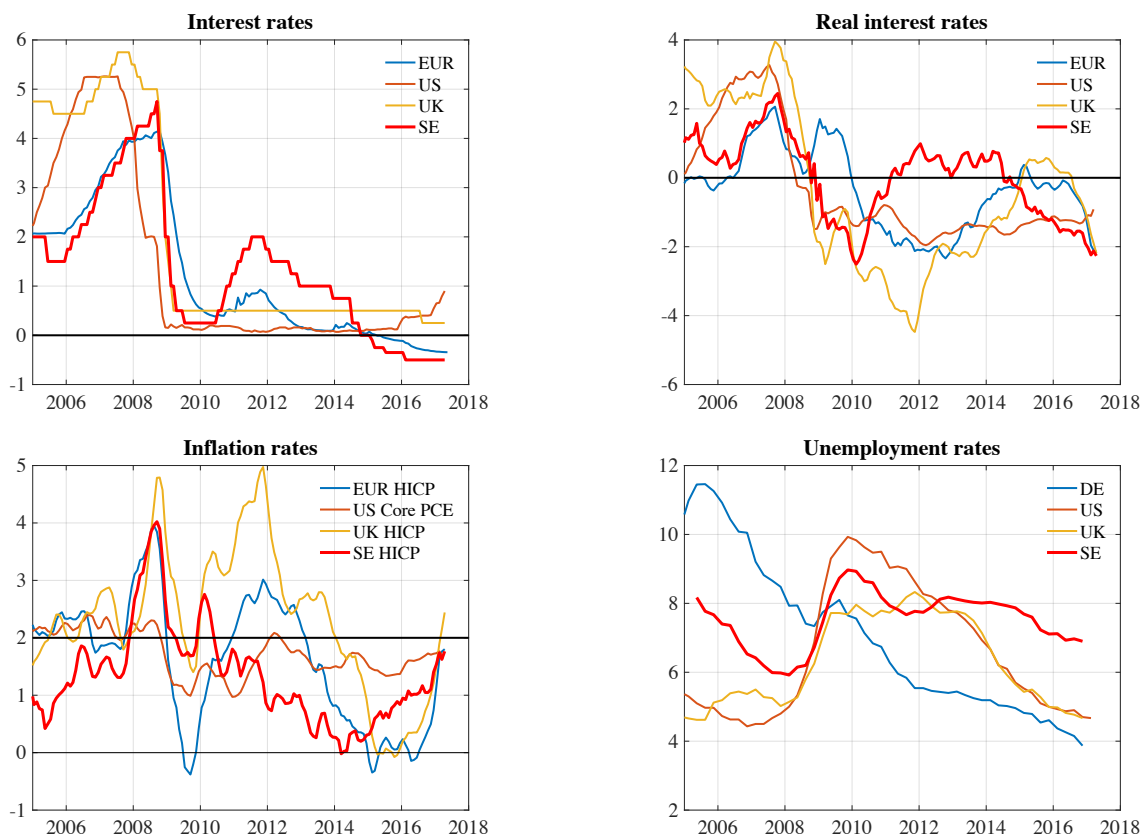 Interest rates
6
5
4
3
2
1
0
-1
2006 2008 2010 2012 2014 2016 2018
EUR
US
UK
SE
Real interest rates
4
2
0
-2
-4
-6
2006 2008 2010 2012 2014 2016 2018
EUR
US
UK
SE
Inflation rates
5
4
3
2
1
0
-1
2006 2008 2010 2012 2014 2016 2018
EUR HICP
US Core PCE
UK HICP
SE HICP
Unemployment rates
12
10
8
6
4
2
2006 2008 2010 2012 2014 2016 2018
DE
US
UK
SE